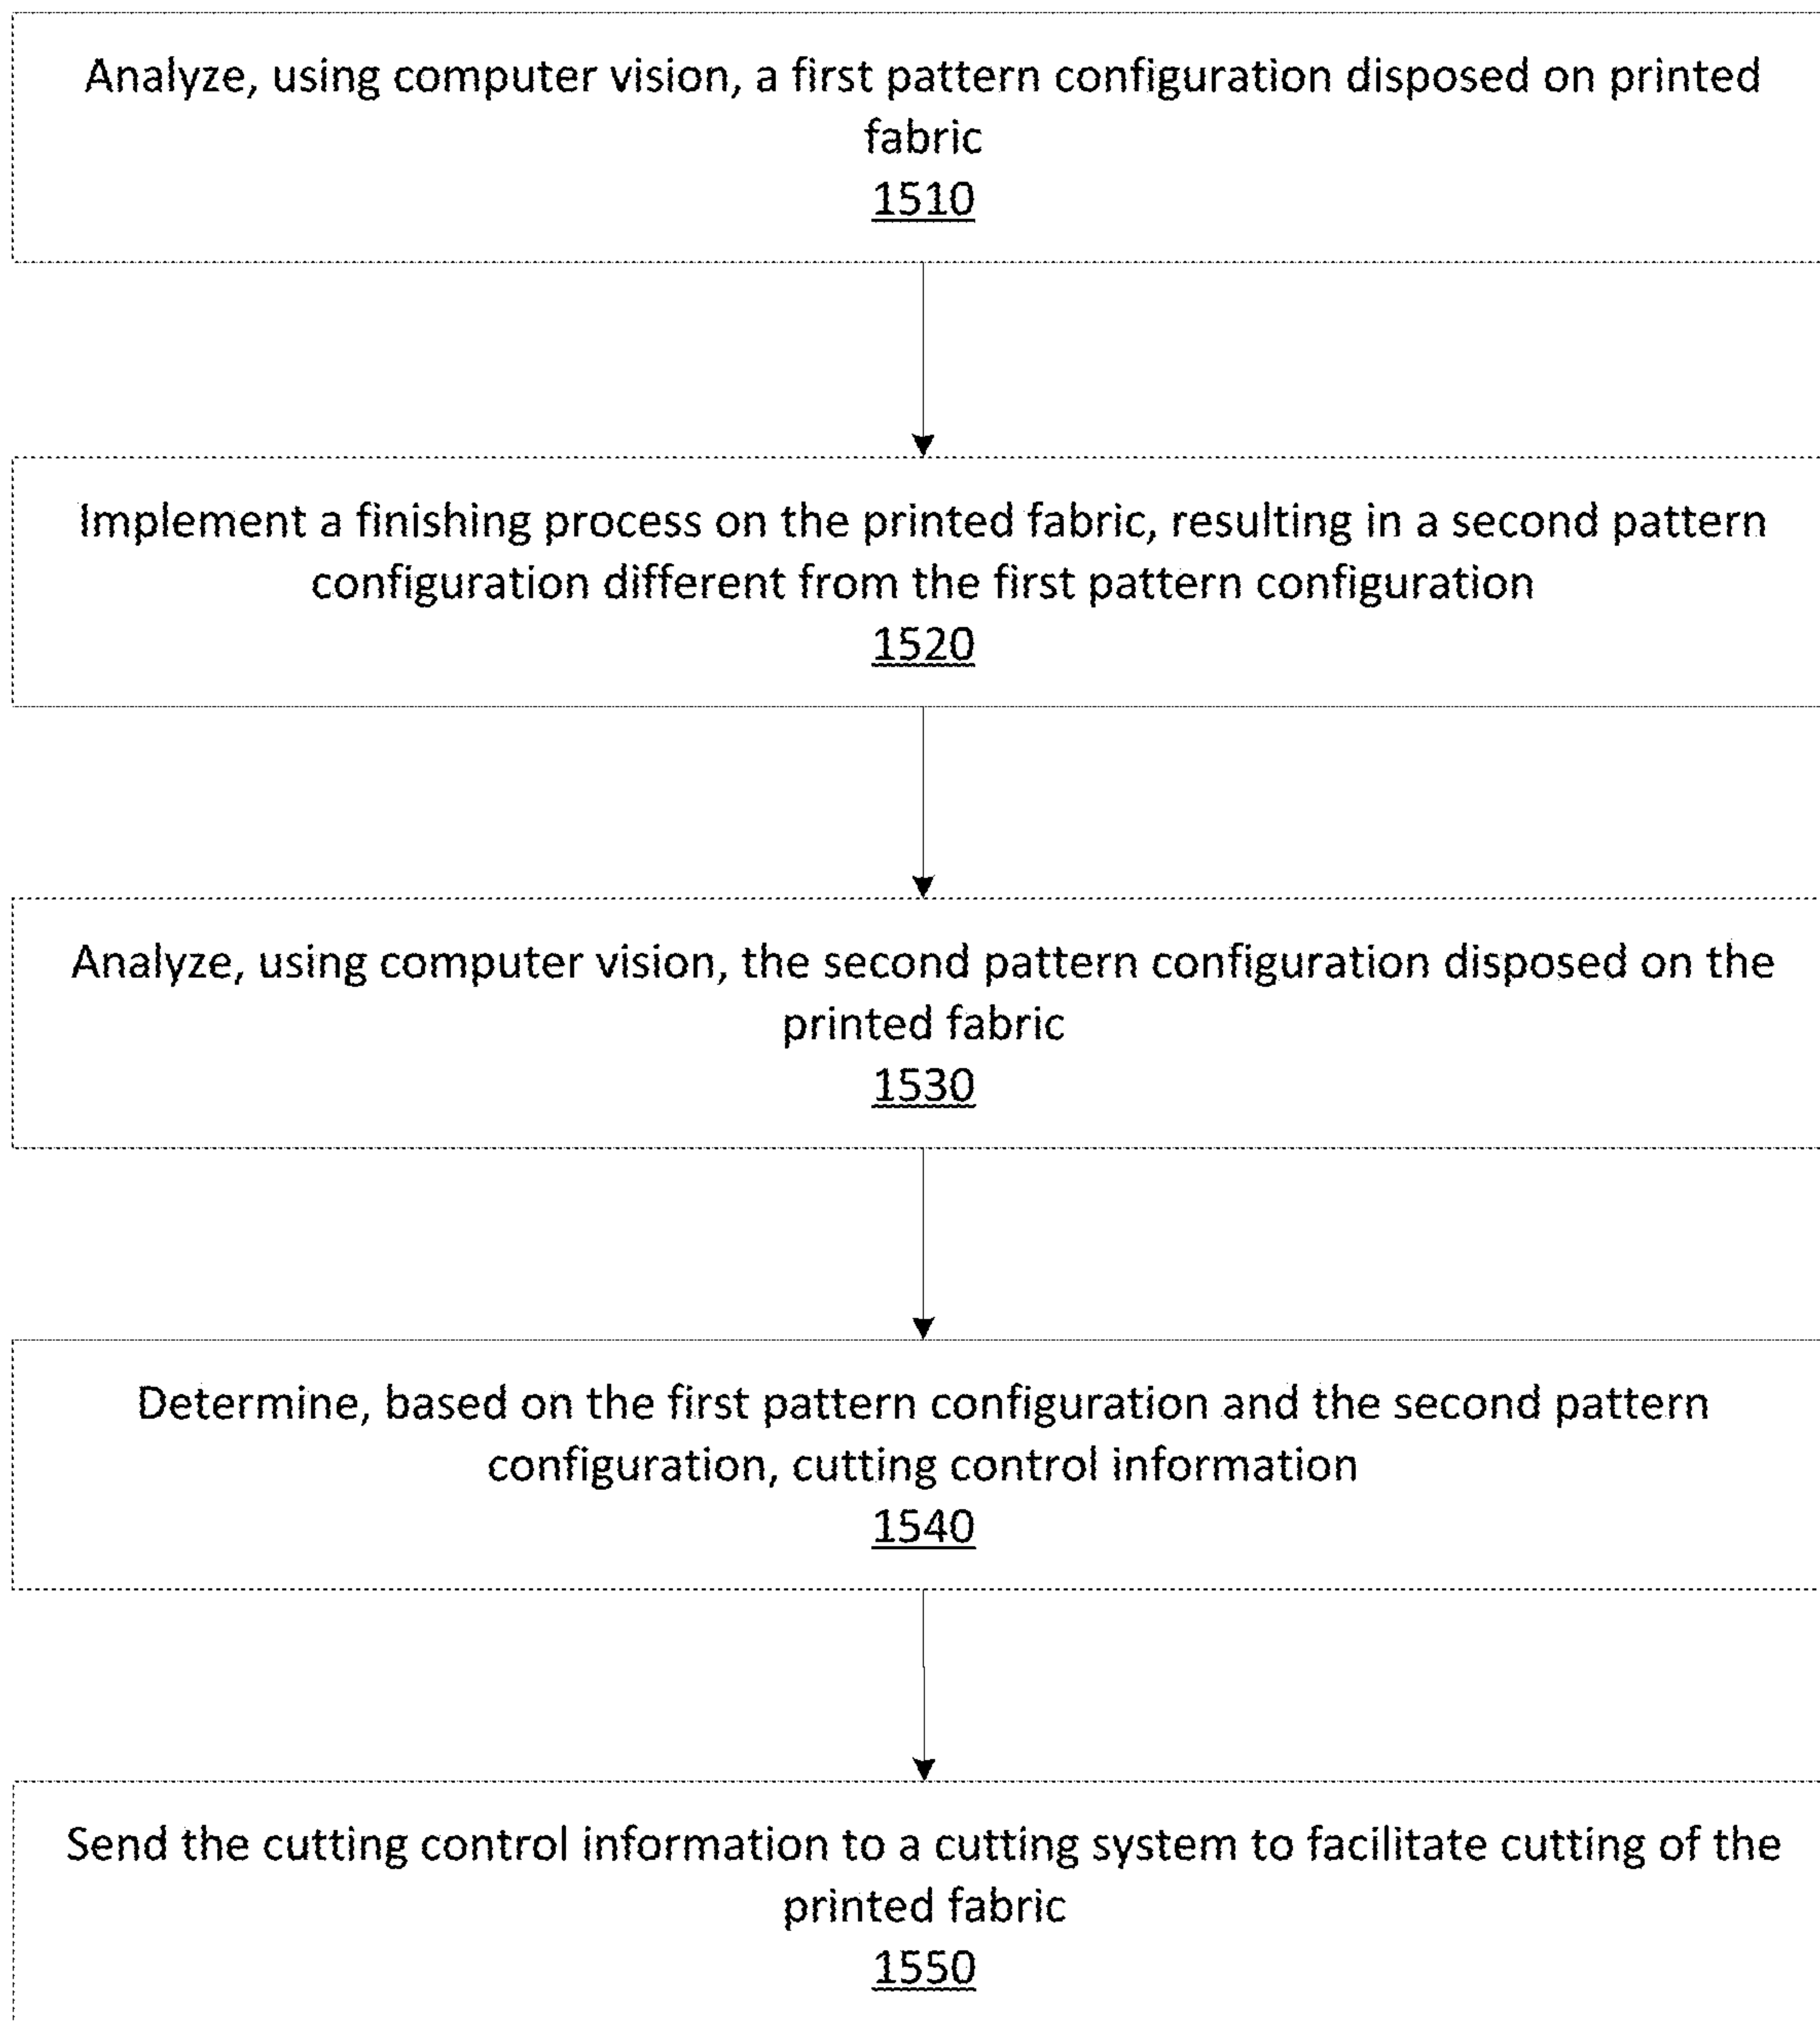 Analyze, using computer vision, a first pattern configuration disposed on printed
fabric
1510
Implement a finishing process on the printed fabric, resulting in a second pattern
configuration different from the first pattern configuration
1520
Analyze, using computer vision, the second pattern configuration disposed on the
printed fabric
1530
Determine, based on the first pattern configuration and the second pattern
configuration, cutting control information
1540
Send the cutting control information to a cutting system to facilitate cutting of the
printed fabric
1550